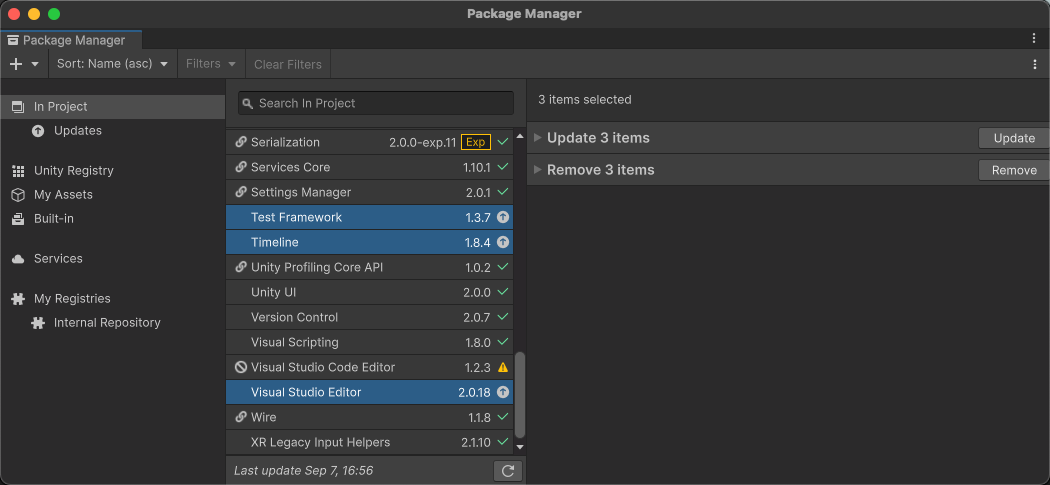 Package Manager
Package Manager
Sort: Name (asc)
Filters
Clear Filters
In Project
Updates
Unity Registry
My Assets
Built-in
Services
My Registries
Internal Repository
Search In Project
Serialization 2.0.0-exp.11 Exp
Services Core 1.10.1
Settings Manager 2.0.1
Test Framework 1.3.7
Timeline 1.8.4
Unity Profiling Core API 1.0.2
Unity UI 2.0.0
Version Control 2.0.7
Visual Scripting 1.8.0
Visual Studio Code Editor 1.2.3
Visual Studio Editor 2.0.18
Wire 1.1.8
XR Legacy Input Helpers 2.1.10
Last update Sep 7, 16:56
3 items selected
Update 3 items Update
Remove 3 items Remove